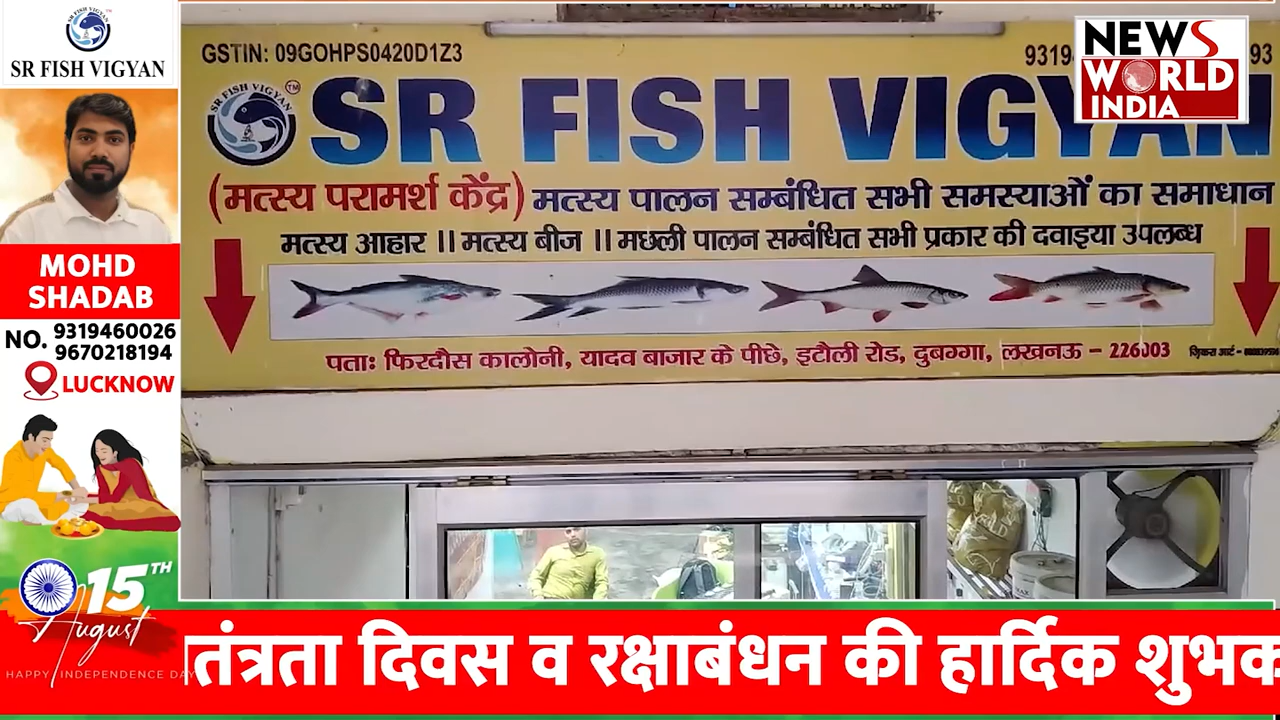 SR FISH VIGYAN
SR FISH VIGYAN
MOHD
SHADAB
NO. 9319460026
9670218194
LUCKNOW
15TH
August
HAPPY INDEPENDENCE DAY
GSTIN: 09GOHPS0420D1Z3
9319
93
NEWS
WORLD
INDIA
SR FISH VIGYAN
TM
SR FISH VIGYAN
(मत्स्य परामर्श केंद्र) मत्स्य पालन सम्बंधित सभी समस्याओं का समाधान
मत्स्य आहार || मत्स्य बीज || मछली पालन सम्बंधित सभी प्रकार की दवाइया उपलब्ध
पताः फिरदौस कालोनी, यादव बाजार के पीछे, इटौली रोड, दुबग्गा, लखनऊ - 226003
तंत्रता दिवस व रक्षाबंधन की हार्दिक शुभक